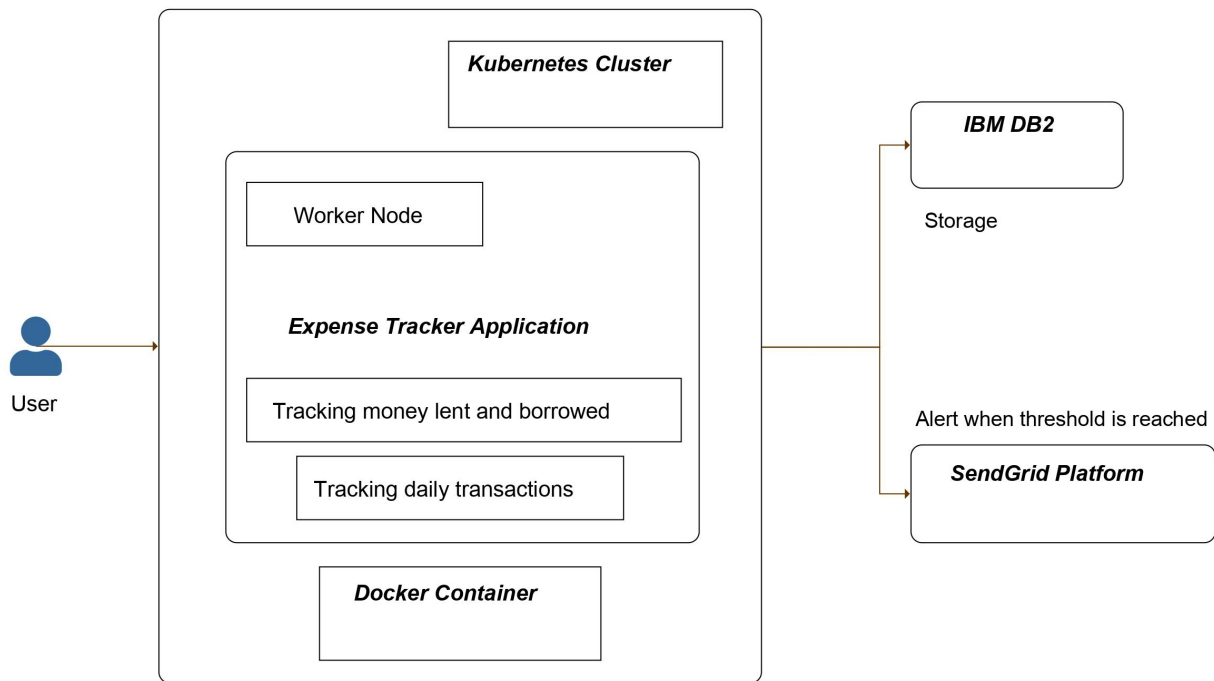 Kubernetes Cluster
IBM DB2
Worker Node
Storage
Expense Tracker Application
User
Tracking money lent and borrowed
Alert when threshold is reached
SendGrid Platform
Tracking daily transactions
Docker Container